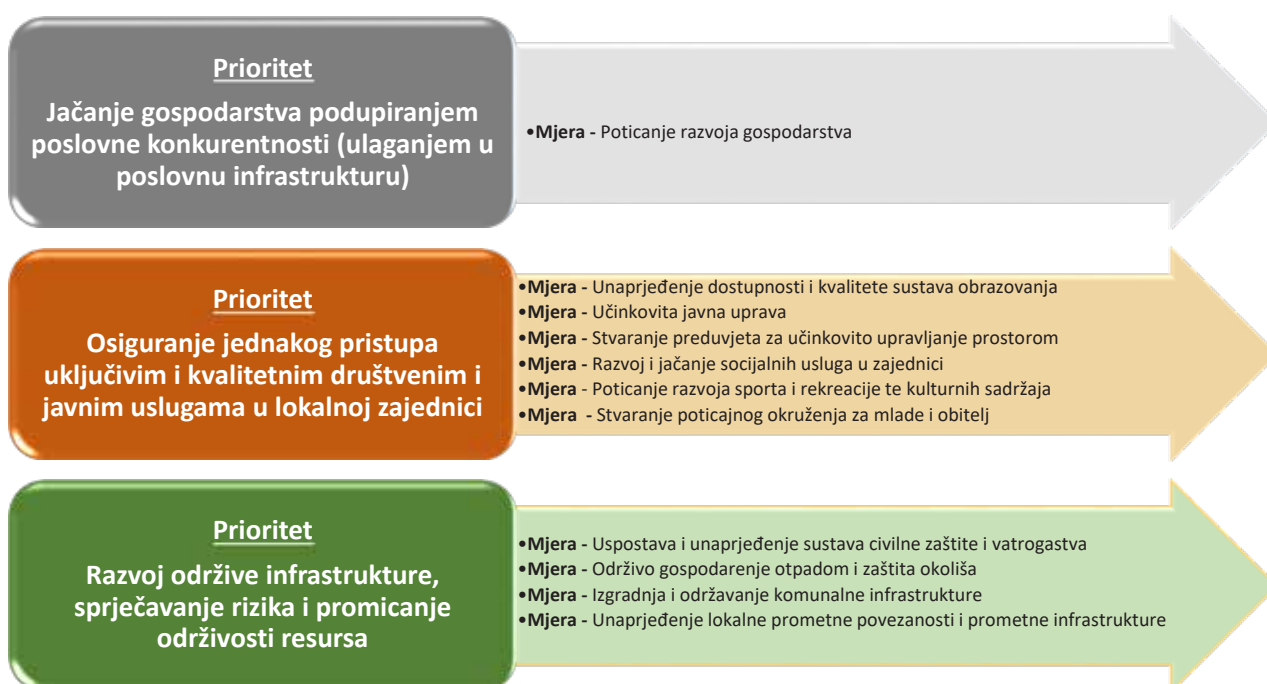 Prioritet
Jačanje gospodarstva podupiranjem
poslovne konkurentnosti (ulaganjem u
poslovnu infrastrukturu)
•Mjera - Poticanje razvoja gospodarstva
Prioritet
Osiguranje jednakog pristupa
uključivim i kvalitetnim društvenim i
javnim uslugama u lokalnoj zajednici
•Mjera - Unaprjeđenje dostupnosti i kvalitete sustava obrazovanja
•Mjera - Učinkovita javna uprava
•Mjera - Stvaranje preduvjeta za učinkovito upravljanje prostorom
•Mjera - Razvoj i jačanje socijalnih usluga u zajednici
•Mjera - Poticanje razvoja sporta i rekreacije te kulturnih sadržaja
•Mjera - Stvaranje poticajnog okruženja za mlade i obitelj
Prioritet
Razvoj održive infrastrukture,
sprječavanje rizika i promicanje
održivosti resursa
•Mjera - Uspostava i unaprjeđenje sustava civilne zaštite i vatrogastva
•Mjera - Održivo gospodarenje otpadom i zaštita okoliša
•Mjera - Izgradnja i održavanje komunalne infrastrukture
•Mjera - Unaprjeđenje lokalne prometne povezanosti i prometne infrastrukture